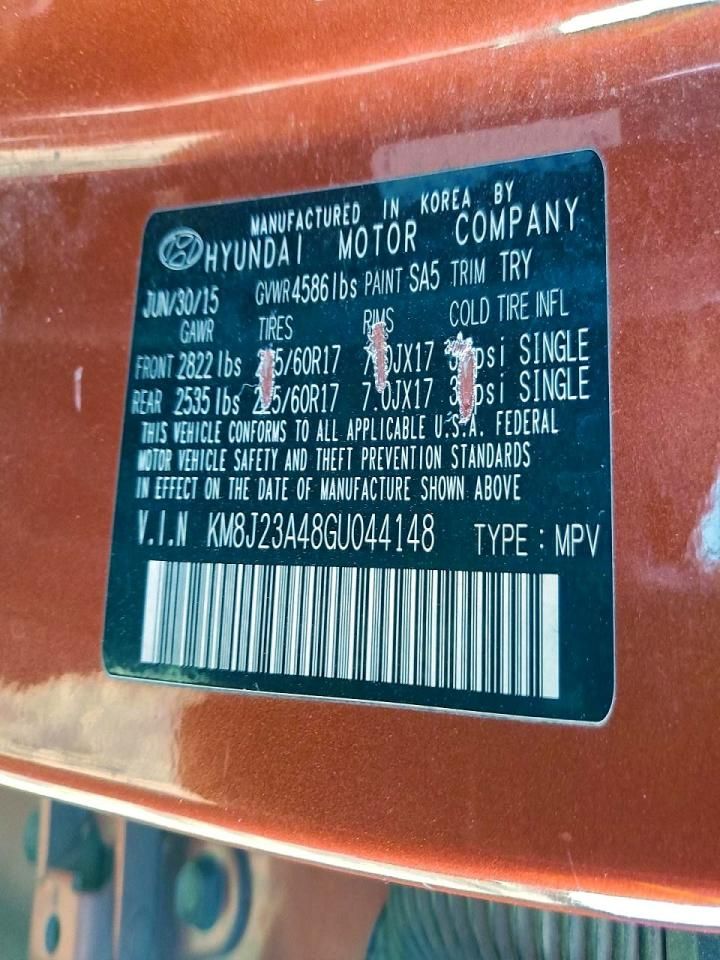 MANUFACTURED IN KOREA BY
HYUNDAI MOTOR COMPANY
JUN/30/15 GVWR 4586 lbs PAINT SA5 TRIM TRY
GAWR TIRES RIMS COLD TIRE INFL
FRONT 2822 lbs /60R17 SINGLE
REAR 2535 lbs /60R17 7.0JX17 SINGLE
THIS VEHICLE CONFORMS TO ALL APPLICABLE U.S.A. FEDERAL
MOTOR VEHICLE SAFETY AND THEFT PREVENTION STANDARDS
IN EFFECT ON THE DATE OF MANUFACTURE SHOWN ABOVE
V.I.N KM8J23A48GU044148 TYPE : MPV